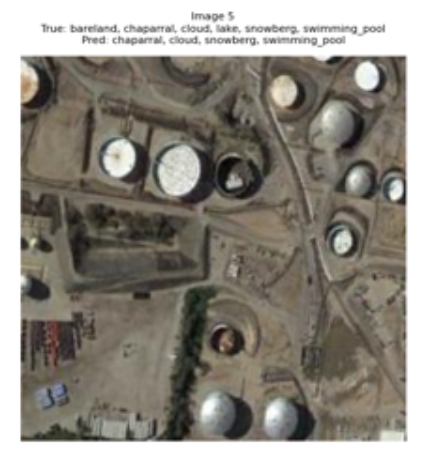 Image 5
True: bareland, chaparral, cloud, lake, snowberg, swimming_pool
Pred: chaparral, cloud, snowberg, swimming_pool